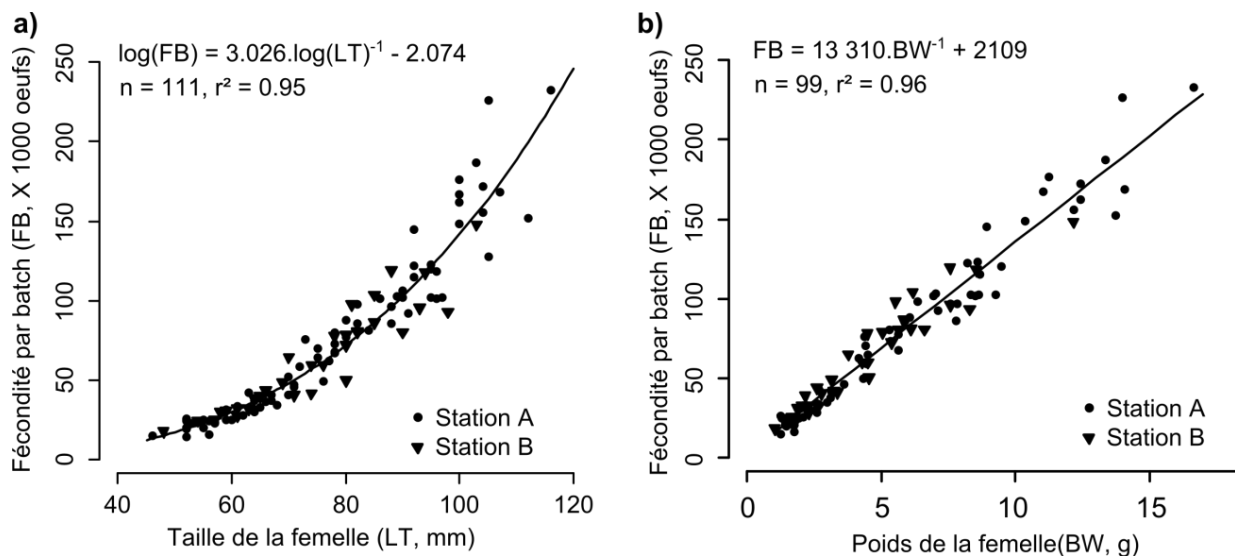 a)
log(FB) = 3.026.log(LT)⁻¹ - 2.074
n = 111, r² = 0.95
Fécondité par batch (FB, X 1000 oeufs)
250
200
150
100
50
0
Station A
Station B
40 60 80 100 120
Taille de la femelle (LT, mm)
b)
FB = 13 310.BW⁻¹ + 2109
n = 99, r² = 0.96
Fécondité par batch (FB, X 1000 oeufs)
250
200
150
100
50
0
Station A
Station B
0 5 10 15
Poids de la femelle(BW, g)